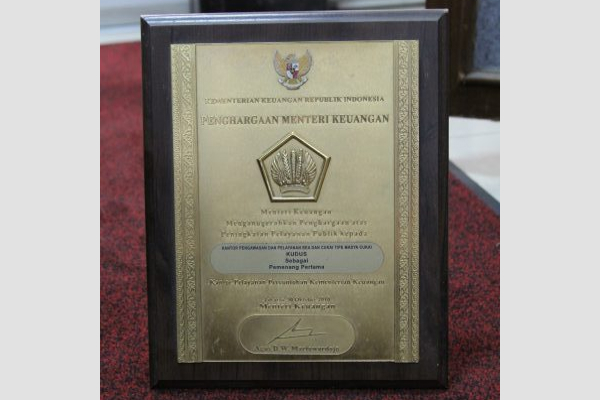 KEMENTERIAN KEUANGAN REPUBLIK INDONESIA
PENGHARGAAN MENTERI KEUANGAN
Menteri Keuangan
Menganugerahkan Penghargaan atas
Peningkatan Pelayanan Publik kepada
KANTOR PENGAWASAN DAN PELAYANAN BEA DAN CUKAI TIPE MADYA CUKAI
KUDUS
Sebagai
Pemenang Pertama
Kantor Pelayanan Percontohan Kementerian Keuangan
Oktober 2010
Menteri Keuangan
Agus D.W. Martowardojo